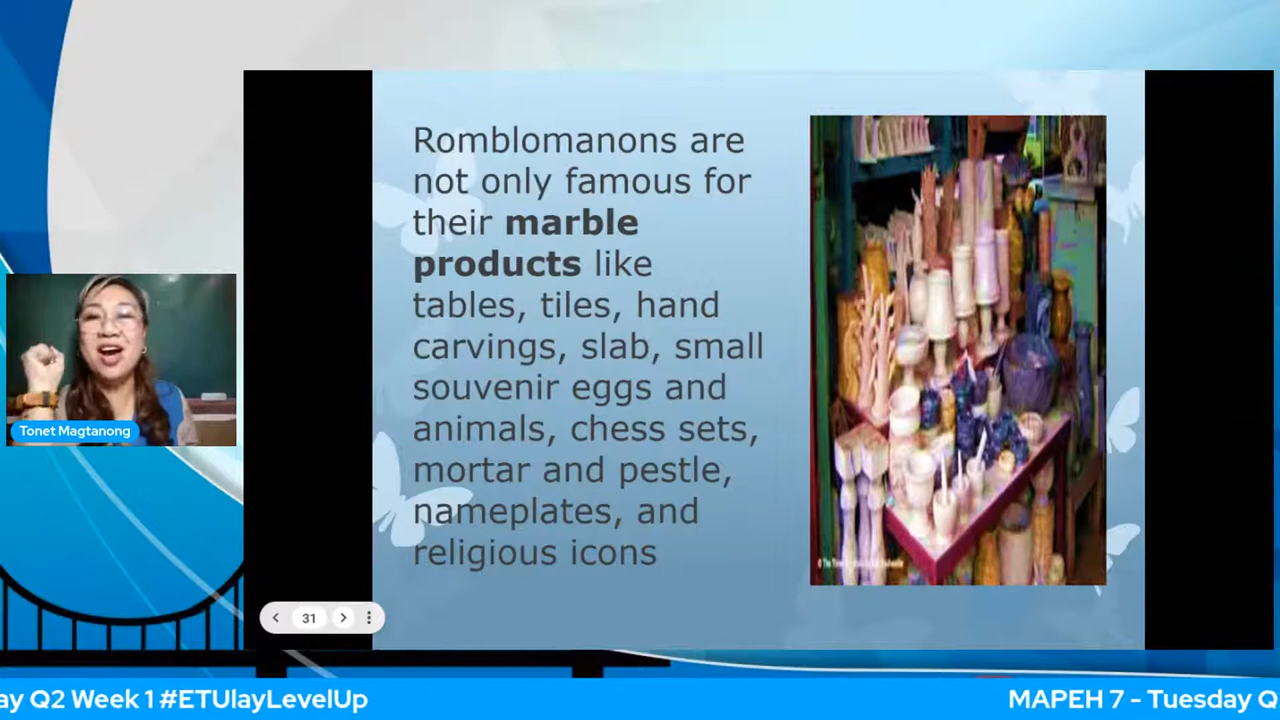 Romblomanons are
not only famous for
their marble
products like
tables, tiles, hand
carvings, slab, small
souvenir eggs and
animals, chess sets,
mortar and pestle,
nameplates, and
religious icons
Tonet Magtanong
31
ay Q2 Week 1 #ETUlayLevelUp
MAPEH 7 - Tuesday Q